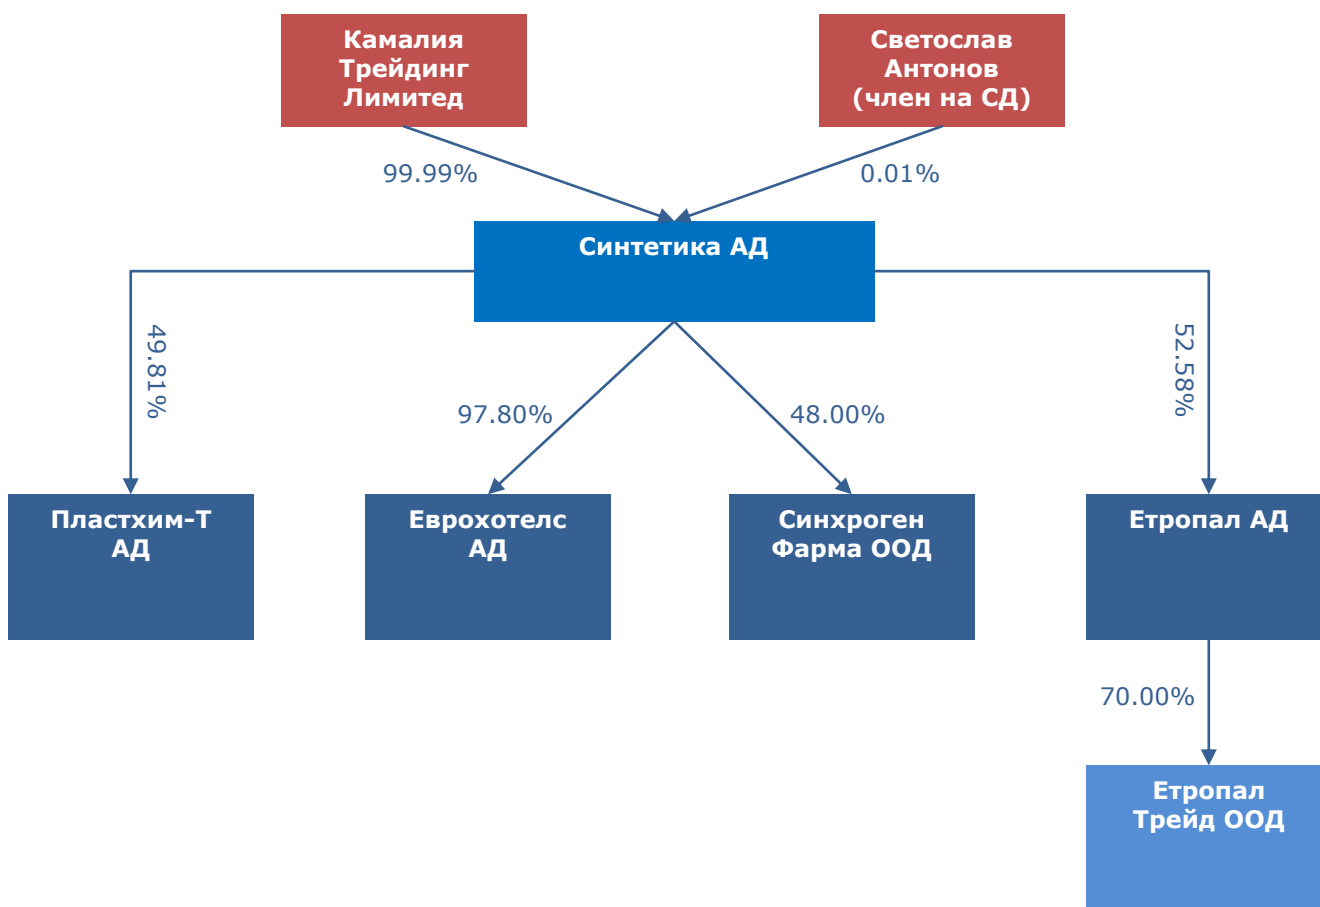 Камалия
Трейдинг
Лимитед
Светослав
Антонов
(член на СД)
99.99%
0.01%
Синтетика АД
49.81%
97.80%
48.00%
52.58%
Пластхим-Т
АД
Еврохотелс
АД
Синхроген
Фарма ООД
Етропал АД
70.00%
Етропал
Трейд ООД